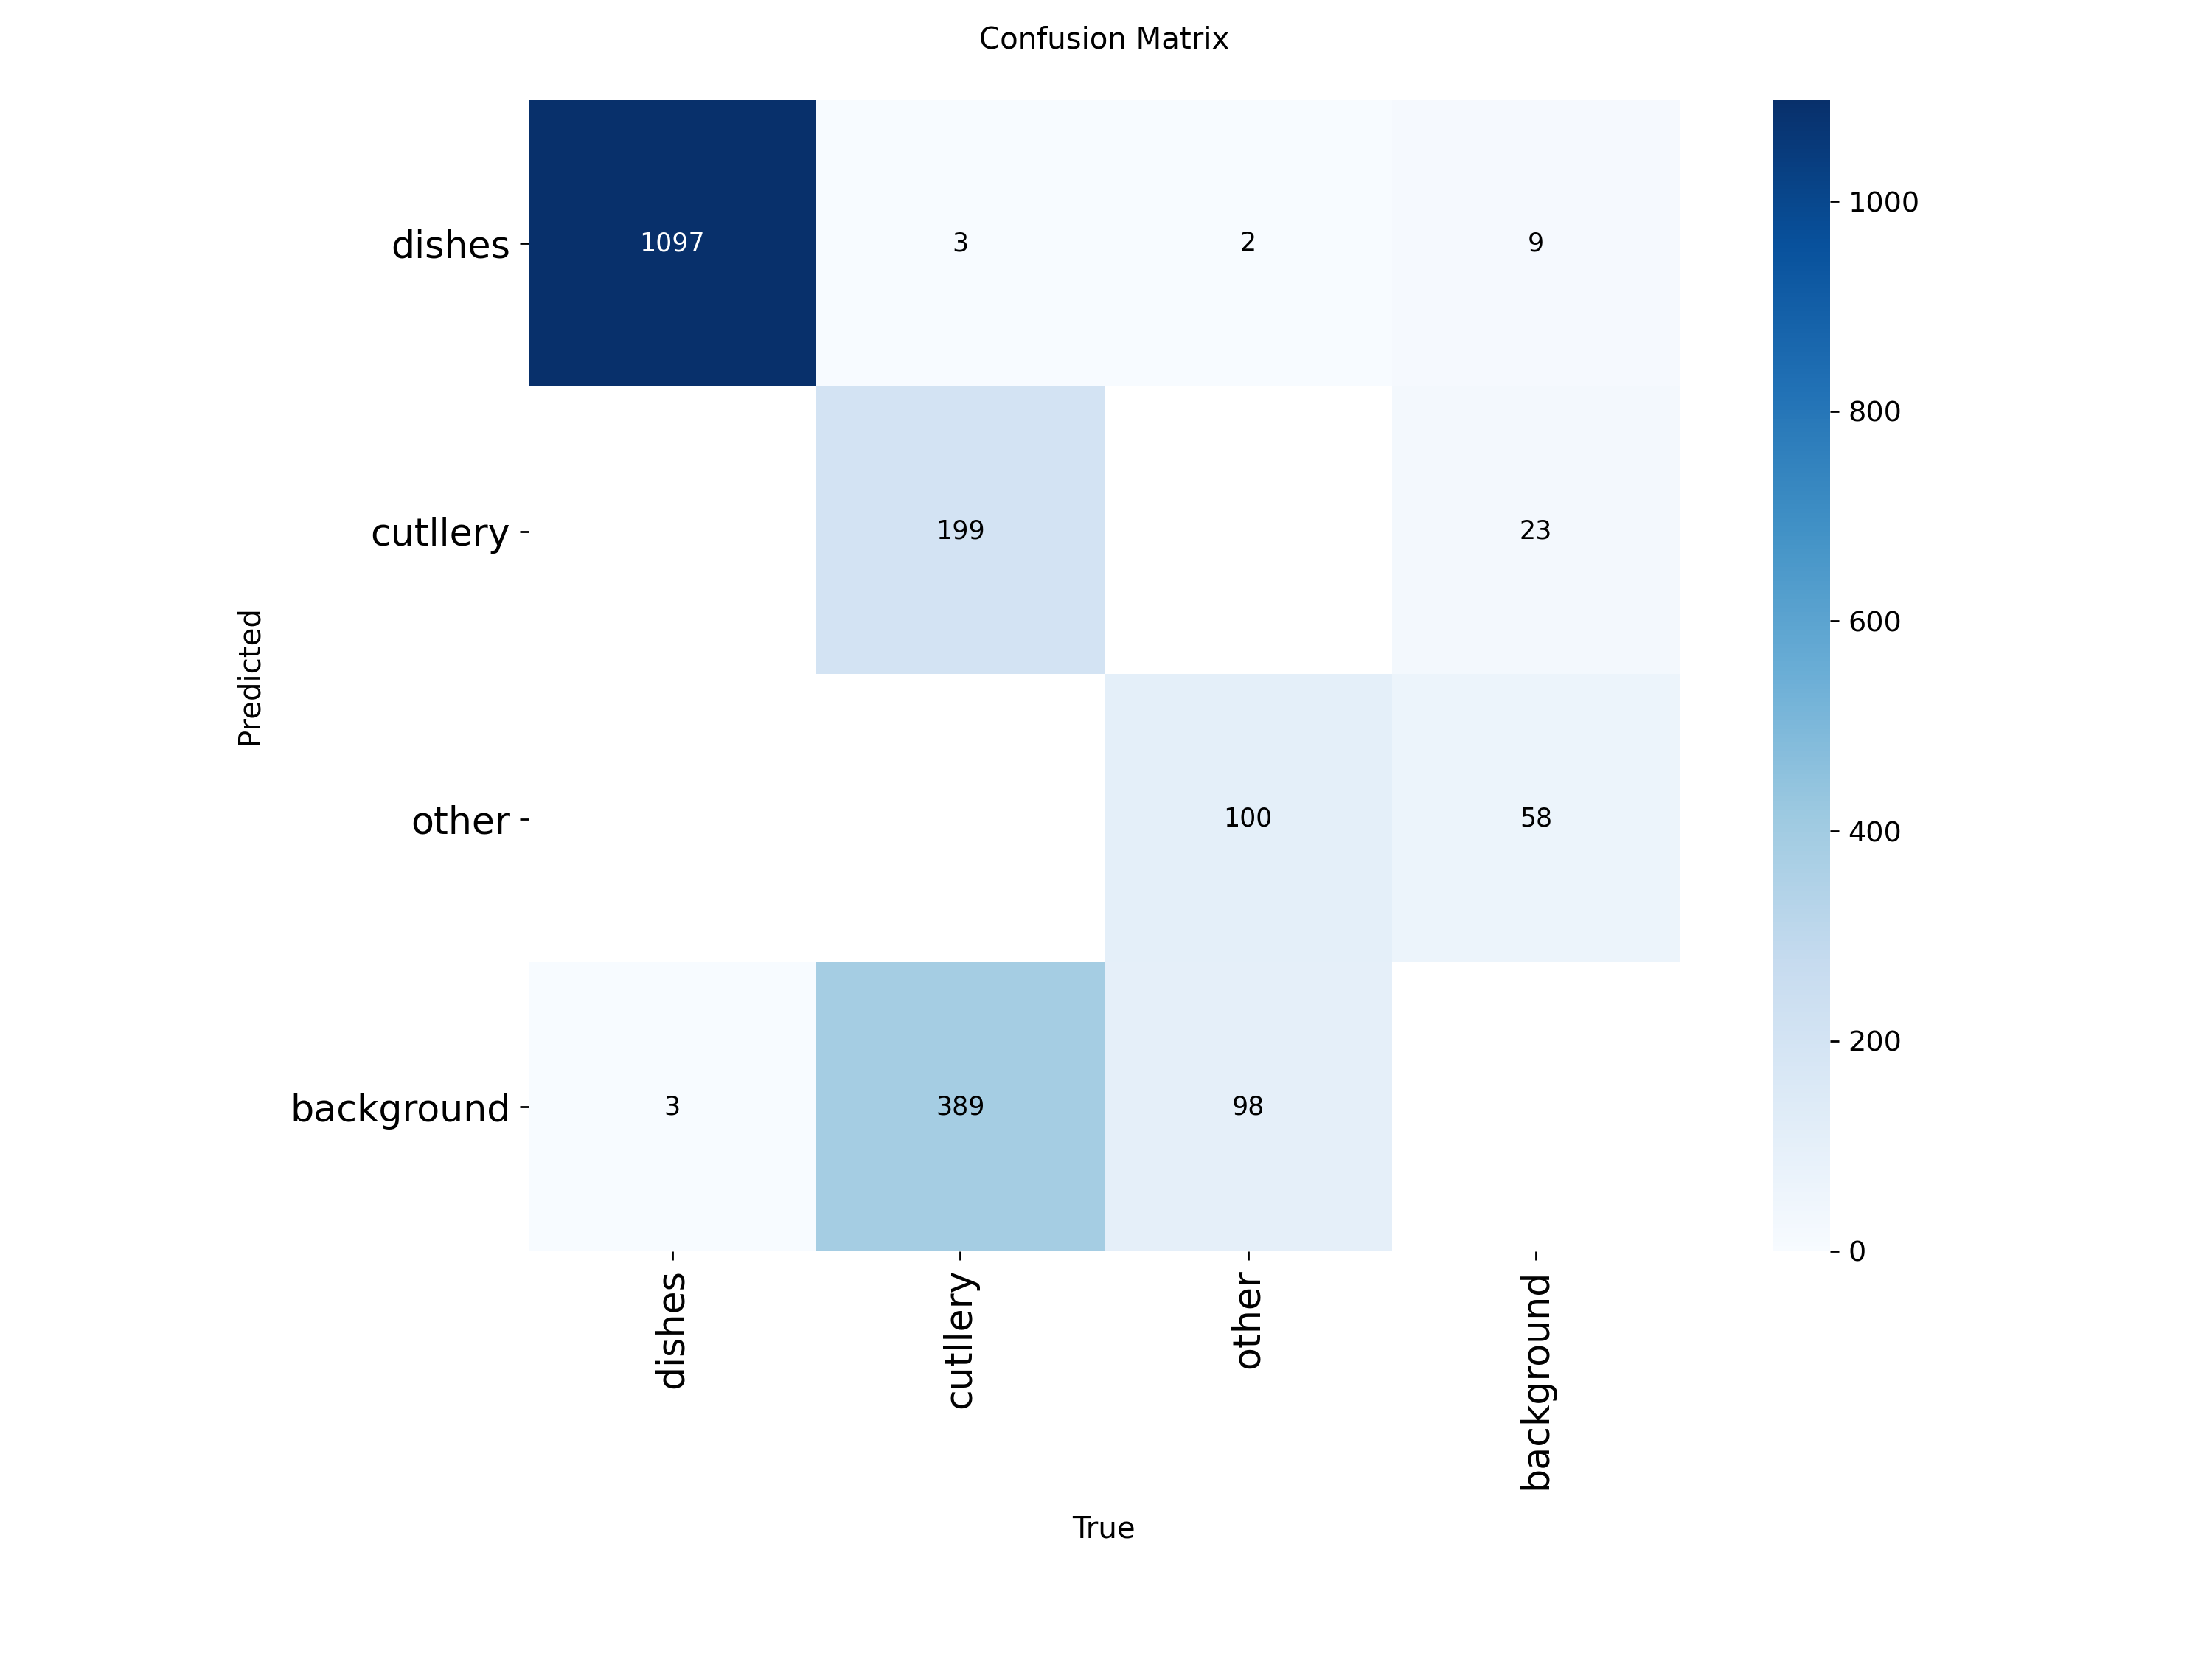 Confusion Matrix
dishes
1097
3
2
9
cutllery
199
23
other
100
58
background
3
389
98
Predicted
dishes
cutllery
other
background
True
1000
800
600
400
200
0